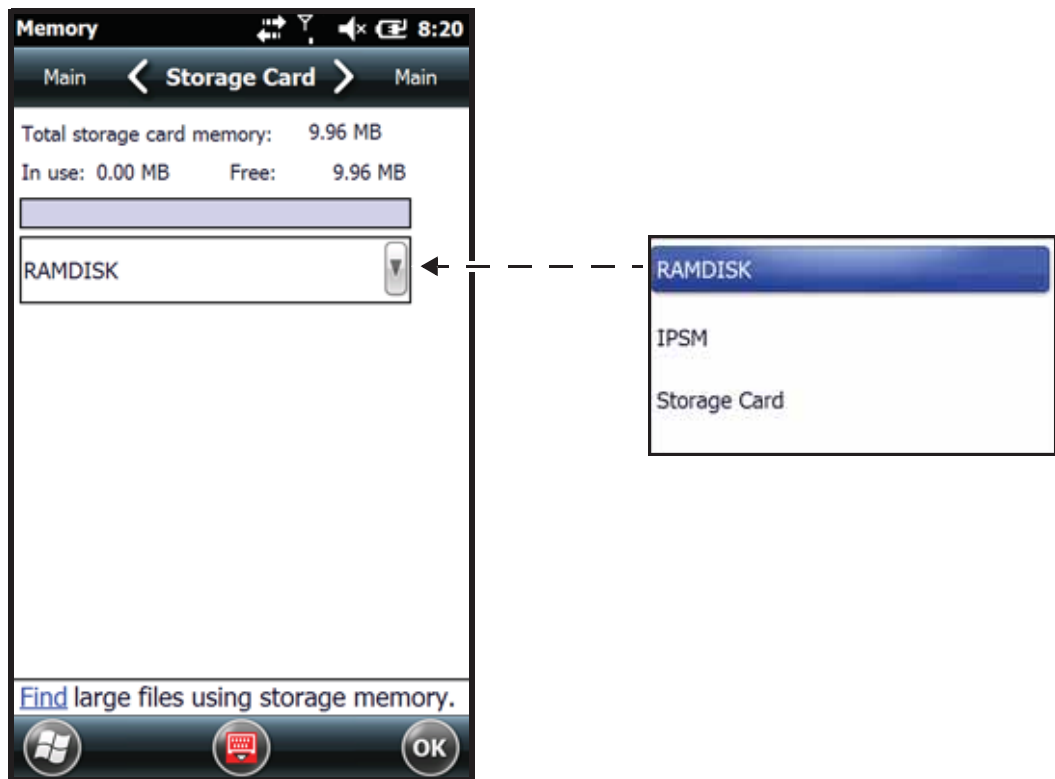 Memory 8:20
Main Storage Card Main
Total storage card memory: 9.96 MB
In use: 0.00 MB Free: 9.96 MB
RAMDISK
Find large files using storage memory.
OK
RAMDISK
IPSM
Storage Card